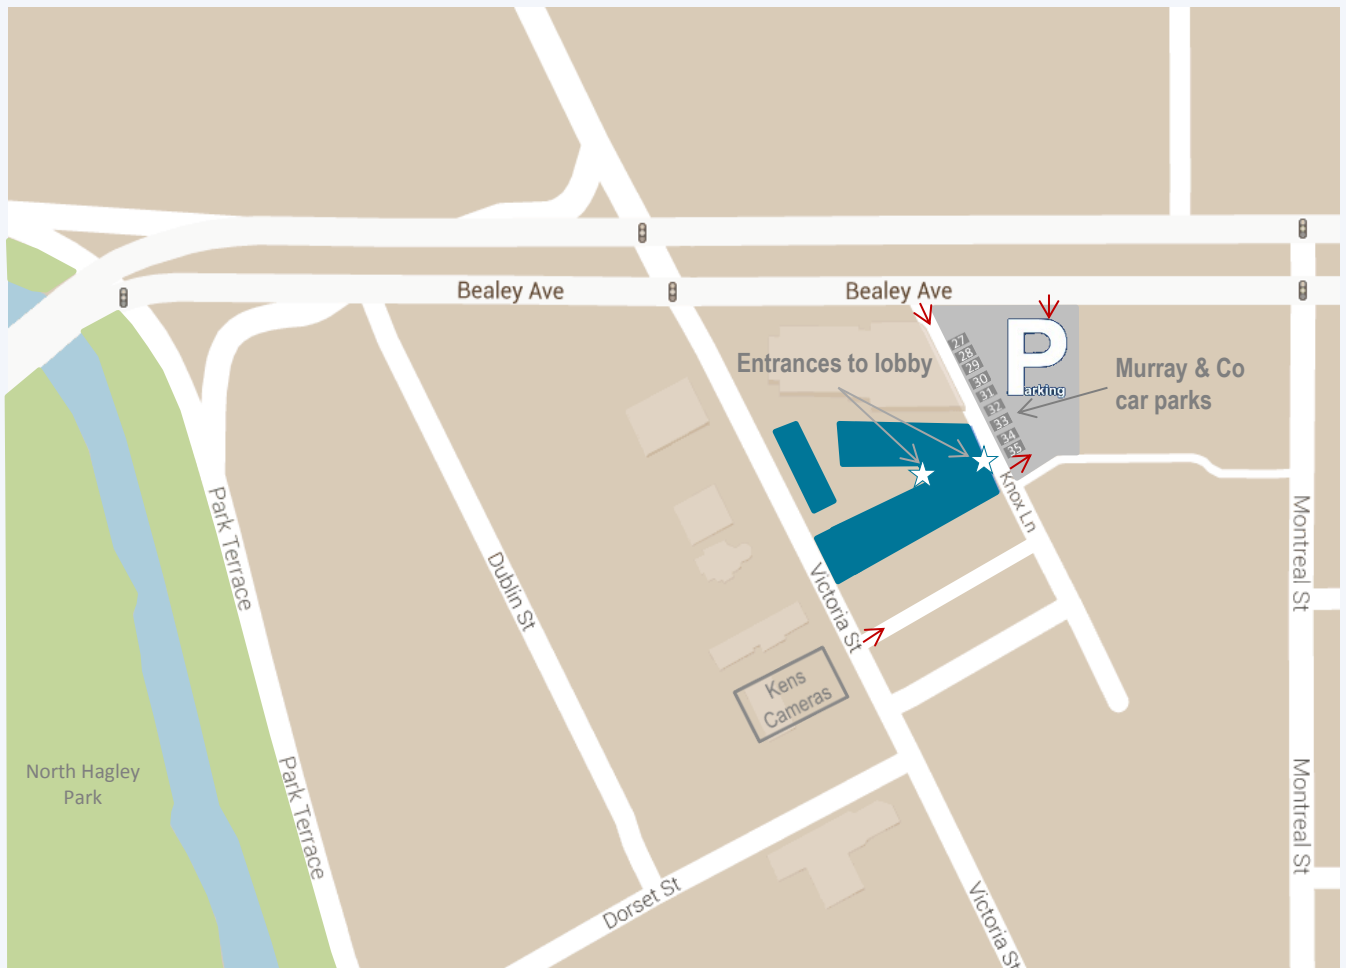 Bealey Ave
Bealey Ave
27
28
29
30
31
32
33
34
35
P
arking
Entrances to lobby
Murray & Co
car parks
Knox Ln
Park Terrace
Dublin St
Victoria St
Montreal St
Kens
Cameras
North Hagley
Park
Park Terrace
Montreal St
Dorset St
Victoria St